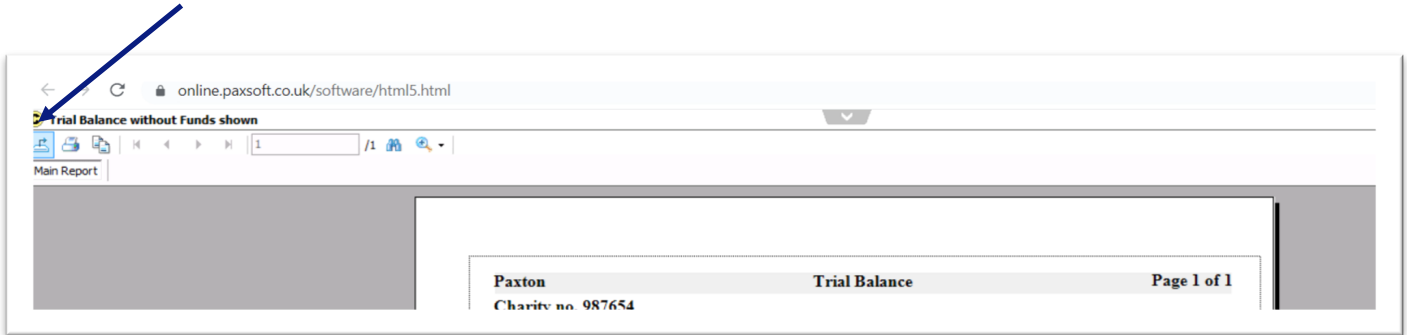 online.paxsoft.co.uk/software/html5.html
Trial Balance without Funds shown
1 /1
Main Report
Paxton Trial Balance Page 1 of 1
Charity no. 987654